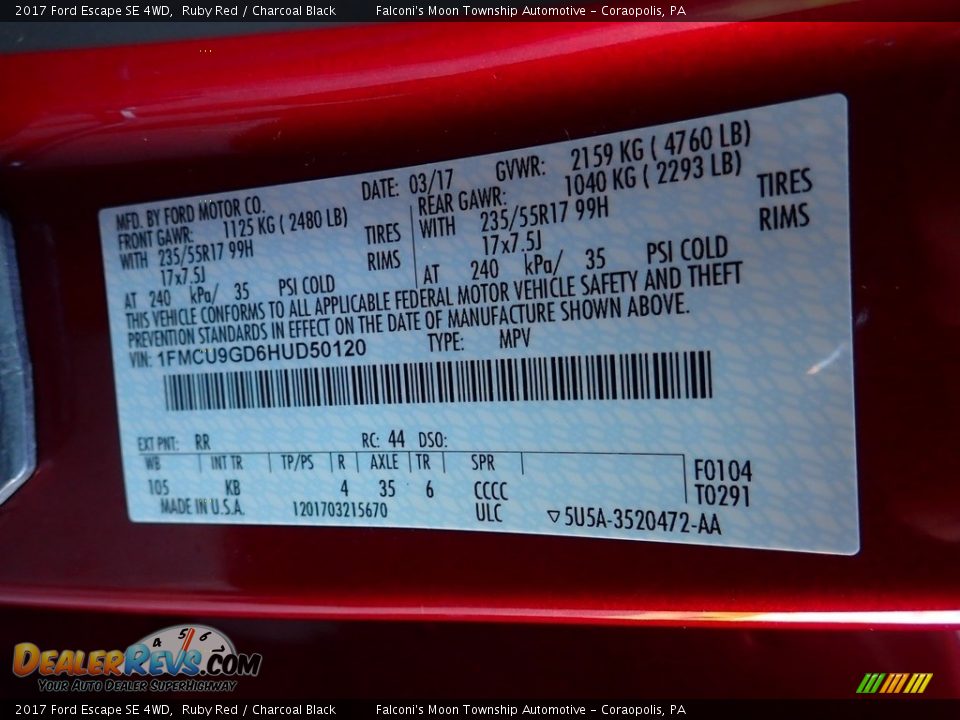 2017 Ford Escape SE 4WD, Ruby Red / Charcoal Black Falconi's Moon Township Automotive - Coraopolis, PA
MFD. BY FORD MOTOR CO. DATE: 03/17 GVWR: 2159 KG ( 4760 LB)
FRONT GAWR: 1125 KG ( 2480 LB) REAR GAWR: 1040 KG ( 2293 LB)
WITH 235/55R17 99H TIRES WITH 235/55R17 99H TIRES
17x7.5J RIMS 17x7.5J RIMS
AT 240 kPa/ 35 PSI COLD AT 240 kPa/ 35 PSI COLD
THIS VEHICLE CONFORMS TO ALL APPLICABLE FEDERAL MOTOR VEHICLE SAFETY AND THEFT
PREVENTION STANDARDS IN EFFECT ON THE DATE OF MANUFACTURE SHOWN ABOVE.
VIN: 1FMCU9GD6HUD50120 TYPE: MPV
EXT PNT: RR RC: 44 DSO:
WB INT TR TP/PS R AXLE TR SPR F0104
105 KB 4 35 6 CCCC T0291
MADE IN U.S.A. 1201703215670 ULC ▽5U5A-3520472-AA
4 5 6
DealerRevs.com
Your Auto Dealer SuperHighway
2017 Ford Escape SE 4WD, Ruby Red / Charcoal Black Falconi's Moon Township Automotive - Coraopolis, PA